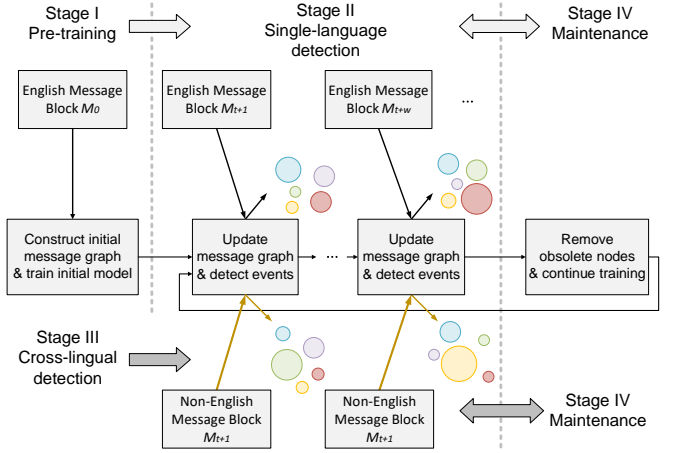 Stage I
Pre-training
Stage II
Single-language
detection
Stage IV
Maintenance
English Message
Block M0
English Message
Block Mt+1
English Message
Block Mt+w
...
Construct initial
message graph
& train initial model
Update
message graph
& detect events
...
Update
message graph
& detect events
Remove
obsolete nodes
& continue training
Stage III
Cross-lingual
detection
Non-English
Message Block
Mt+1
Non-English
Message Block
Mt+1
Stage IV
Maintenance